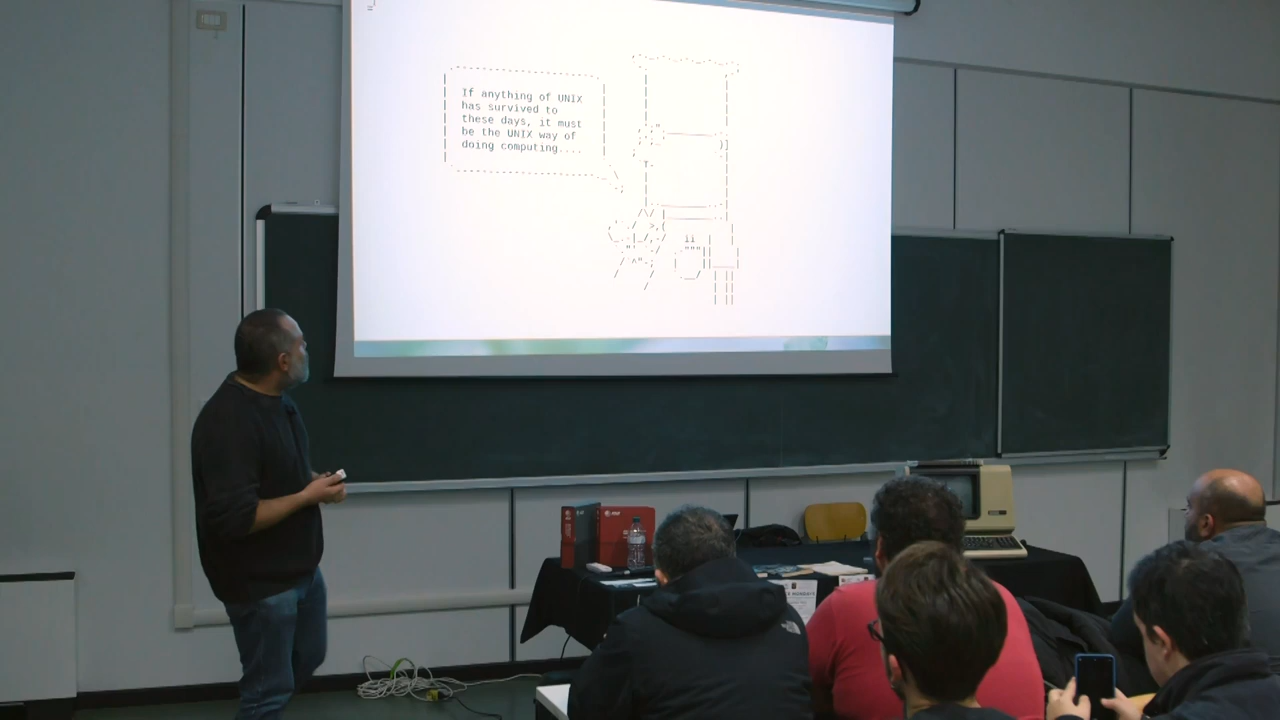 If anything of UNIX
has survived to
these days, it must
be the UNIX way of
doing computing....